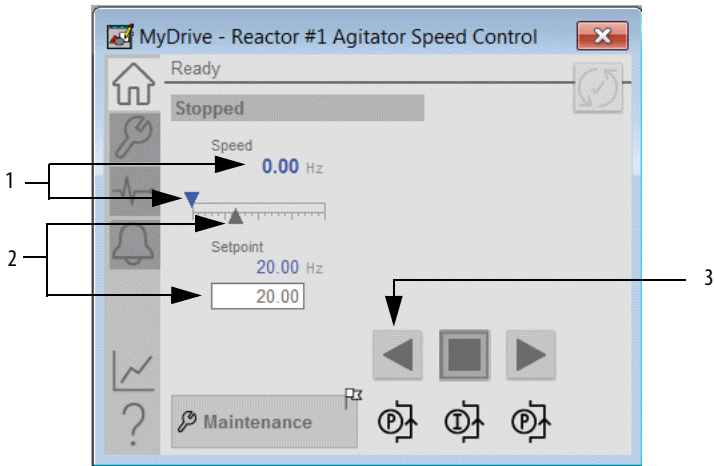 MyDrive - Reactor #1 Agitator Speed Control
Ready
Stopped
Speed
0.00 Hz
1
2
Setpoint
20.00 Hz
20.00
3
Maintenance
P
I
P
?